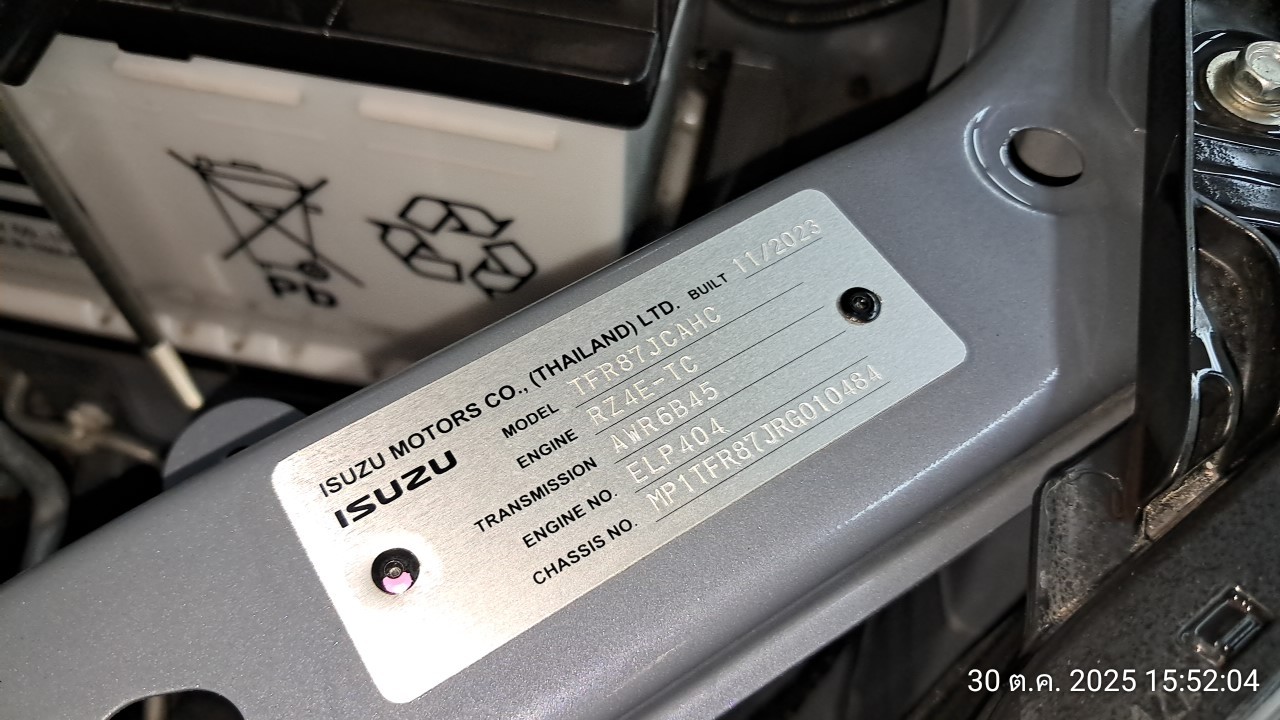 Pb
ISUZU MOTORS CO., (THAILAND) LTD. BUILT 11/2023
ISUZU
MODEL TFR87JCAHC
ENGINE RZ4E-TC
TRANSMISSION AWR6B45
ENGINE NO. ELP404
CHASSIS NO. MP1TFR87JRG010484
30 ต.ค. 2025 15:52:04